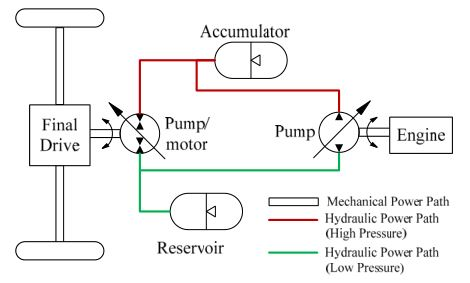 Accumulator
Final
Drive
Pump/
motor
Pump
Engine
Reservoir
Mechanical Power Path
Hydraulic Power Path
(High Pressure)
Hydraulic Power Path
(Low Pressure)